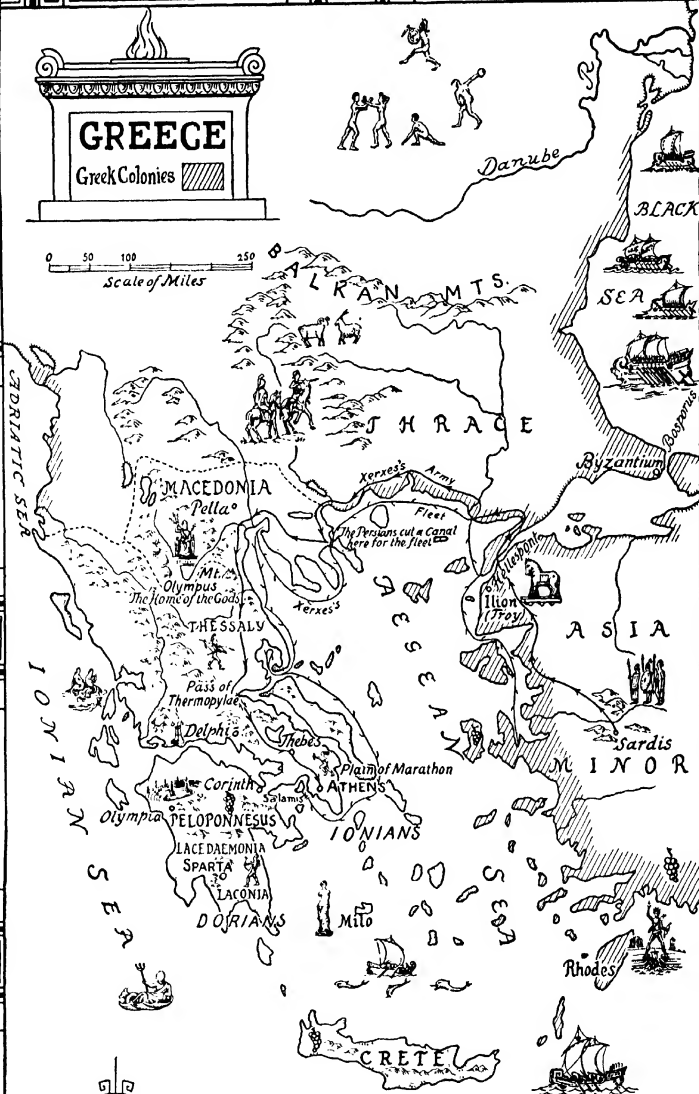 GREECE
Greek Colonies
0 50 100 250
Scale of Miles
Danube R.
BLACK
SEA
BALKAN MTS.
THRACE
ADRIATIC SEA
Bosporus
Byzantium
Xerxes's Army
MACEDONIA
Pella
Fleet
The Persians cut a Canal
here for the fleet
Hellespont
Mt.
Olympus
The Home of the Gods
Xerxes's
Ilion
(Troy)
THESSALY
AEGEAN
SEA
ASIA
MINOR
IONIAN SEA
Pass of
Thermopylae
Delphi
Thebes
Sardis
Plain of Marathon
Corinth
ATHENS
Salamis
Olympia
PELOPONNESUS
IONIANS
LACEDAEMONIA
SPARTA
LACONIA
DORIANS
Milo
Rhodes
CRETE